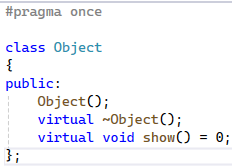 #pragma once
class Object
{
public:
    Object();
    virtual ~Object();
    virtual void show() = 0;
};